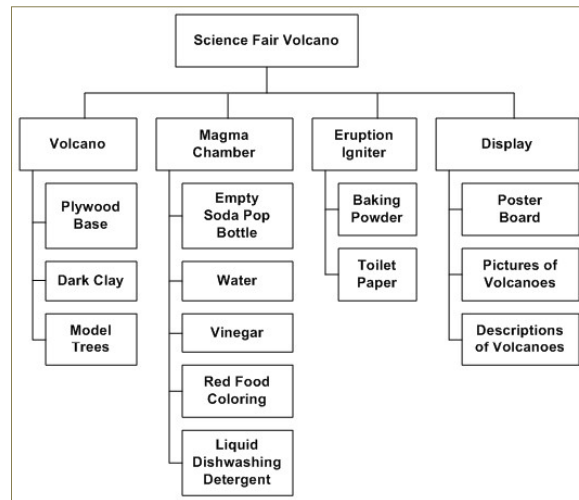 Science Fair Volcano
Volcano
Plywood
Base
Dark Clay
Model
Trees
Magma
Chamber
Empty
Soda Pop
Bottle
Water
Vinegar
Red Food
Coloring
Liquid
Dishwashing
Detergent
Eruption
Igniter
Baking
Powder
Toilet
Paper
Display
Poster
Board
Pictures of
Volcanoes
Descriptions
of Volcanoes